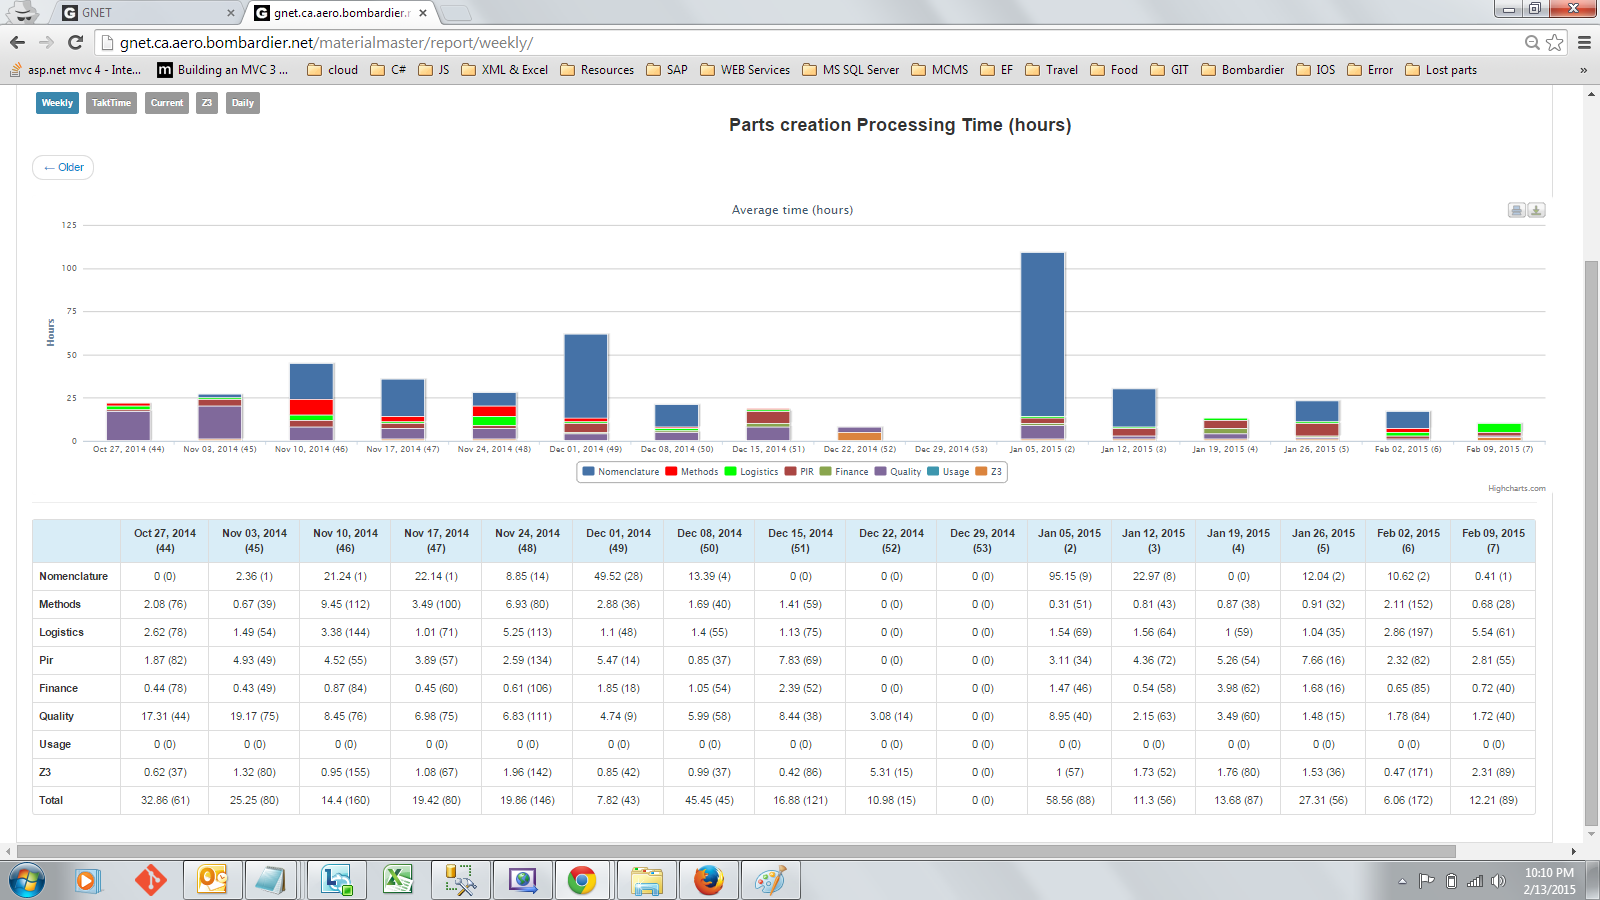 GNET
gnet.ca.aero.bombardier.r
gnet.ca.aero.bombardier.net/materialmaster/report/weekly/
asp.net mvc 4 - Inte... Building an MVC 3 ... cloud C# JS XML & Excel Resources SAP WEB Services MS SQL Server MCMS EF Travel Food GIT Bombardier IOS Error Lost parts »
Weekly TaktTime Current Z3 Daily
Parts creation Processing Time (hours)
← Older
Average time (hours)
125
100
75
50
25
0
Hours
Oct 27, 2014 (44) Nov 03, 2014 (45) Nov 10, 2014 (46) Nov 17, 2014 (47) Nov 24, 2014 (48) Dec 01, 2014 (49) Dec 08, 2014 (50) Dec 15, 2014 (51) Dec 22, 2014 (52) Dec 29, 2014 (53) Jan 05, 2015 (2) Jan 12, 2015 (3) Jan 19, 2015 (4) Jan 26, 2015 (5) Feb 02, 2015 (6) Feb 09, 2015 (7)
Nomenclature Methods Logistics PIR Finance Quality Usage Z3
Highcharts.com
Oct 27, 2014 Nov 03, 2014 Nov 10, 2014 Nov 17, 2014 Nov 24, 2014 Dec 01, 2014 Dec 08, 2014 Dec 15, 2014 Dec 22, 2014 Dec 29, 2014 Jan 05, 2015 Jan 12, 2015 Jan 19, 2015 Jan 26, 2015 Feb 02, 2015 Feb 09, 2015
(44) (45) (46) (47) (48) (49) (50) (51) (52) (53) (2) (3) (4) (5) (6) (7)
Nomenclature 0 (0) 2.36 (1) 21.24 (1) 22.14 (1) 8.85 (14) 49.52 (28) 13.39 (4) 0 (0) 0 (0) 0 (0) 95.15 (9) 22.97 (8) 0 (0) 12.04 (2) 10.62 (2) 0.41 (1)
Methods 2.08 (76) 0.67 (39) 9.45 (112) 3.49 (100) 6.93 (80) 2.88 (36) 1.69 (40) 1.41 (59) 0 (0) 0 (0) 0.31 (51) 0.81 (43) 0.87 (38) 0.91 (32) 2.11 (152) 0.68 (28)
Logistics 2.62 (78) 1.49 (54) 3.38 (144) 1.01 (71) 5.25 (113) 1.1 (48) 1.4 (55) 1.13 (75) 0 (0) 0 (0) 1.54 (69) 1.56 (64) 1 (59) 1.04 (35) 2.86 (197) 5.54 (61)
Pir 1.87 (82) 4.93 (49) 4.52 (55) 3.89 (57) 2.59 (134) 5.47 (14) 0.85 (37) 7.83 (69) 0 (0) 0 (0) 3.11 (34) 4.36 (72) 5.26 (54) 7.66 (16) 2.32 (82) 2.81 (55)
Finance 0.44 (78) 0.43 (49) 0.87 (84) 0.45 (60) 0.61 (106) 1.85 (18) 1.05 (54) 2.39 (52) 0 (0) 0 (0) 1.47 (46) 0.54 (58) 3.98 (62) 1.68 (16) 0.65 (85) 0.72 (40)
Quality 17.31 (44) 19.17 (75) 8.45 (76) 6.98 (75) 6.83 (111) 4.74 (9) 5.99 (58) 8.44 (38) 3.08 (14) 0 (0) 8.95 (40) 2.15 (63) 3.49 (60) 1.48 (15) 1.78 (84) 1.72 (40)
Usage 0 (0) 0 (0) 0 (0) 0 (0) 0 (0) 0 (0) 0 (0) 0 (0) 0 (0) 0 (0) 0 (0) 0 (0) 0 (0) 0 (0) 0 (0) 0 (0)
Z3 0.62 (37) 1.32 (80) 0.95 (155) 1.08 (67) 1.96 (142) 0.85 (42) 0.99 (37) 0.42 (86) 5.31 (15) 0 (0) 1 (57) 1.73 (52) 1.76 (80) 1.53 (36) 0.47 (171) 2.31 (89)
Total 32.86 (61) 25.25 (80) 14.4 (160) 19.42 (80) 19.86 (146) 7.82 (43) 45.45 (45) 16.88 (121) 10.98 (15) 0 (0) 58.56 (88) 11.3 (56) 13.68 (87) 27.31 (56) 6.06 (172) 12.21 (89)
10:10 PM
2/13/2015